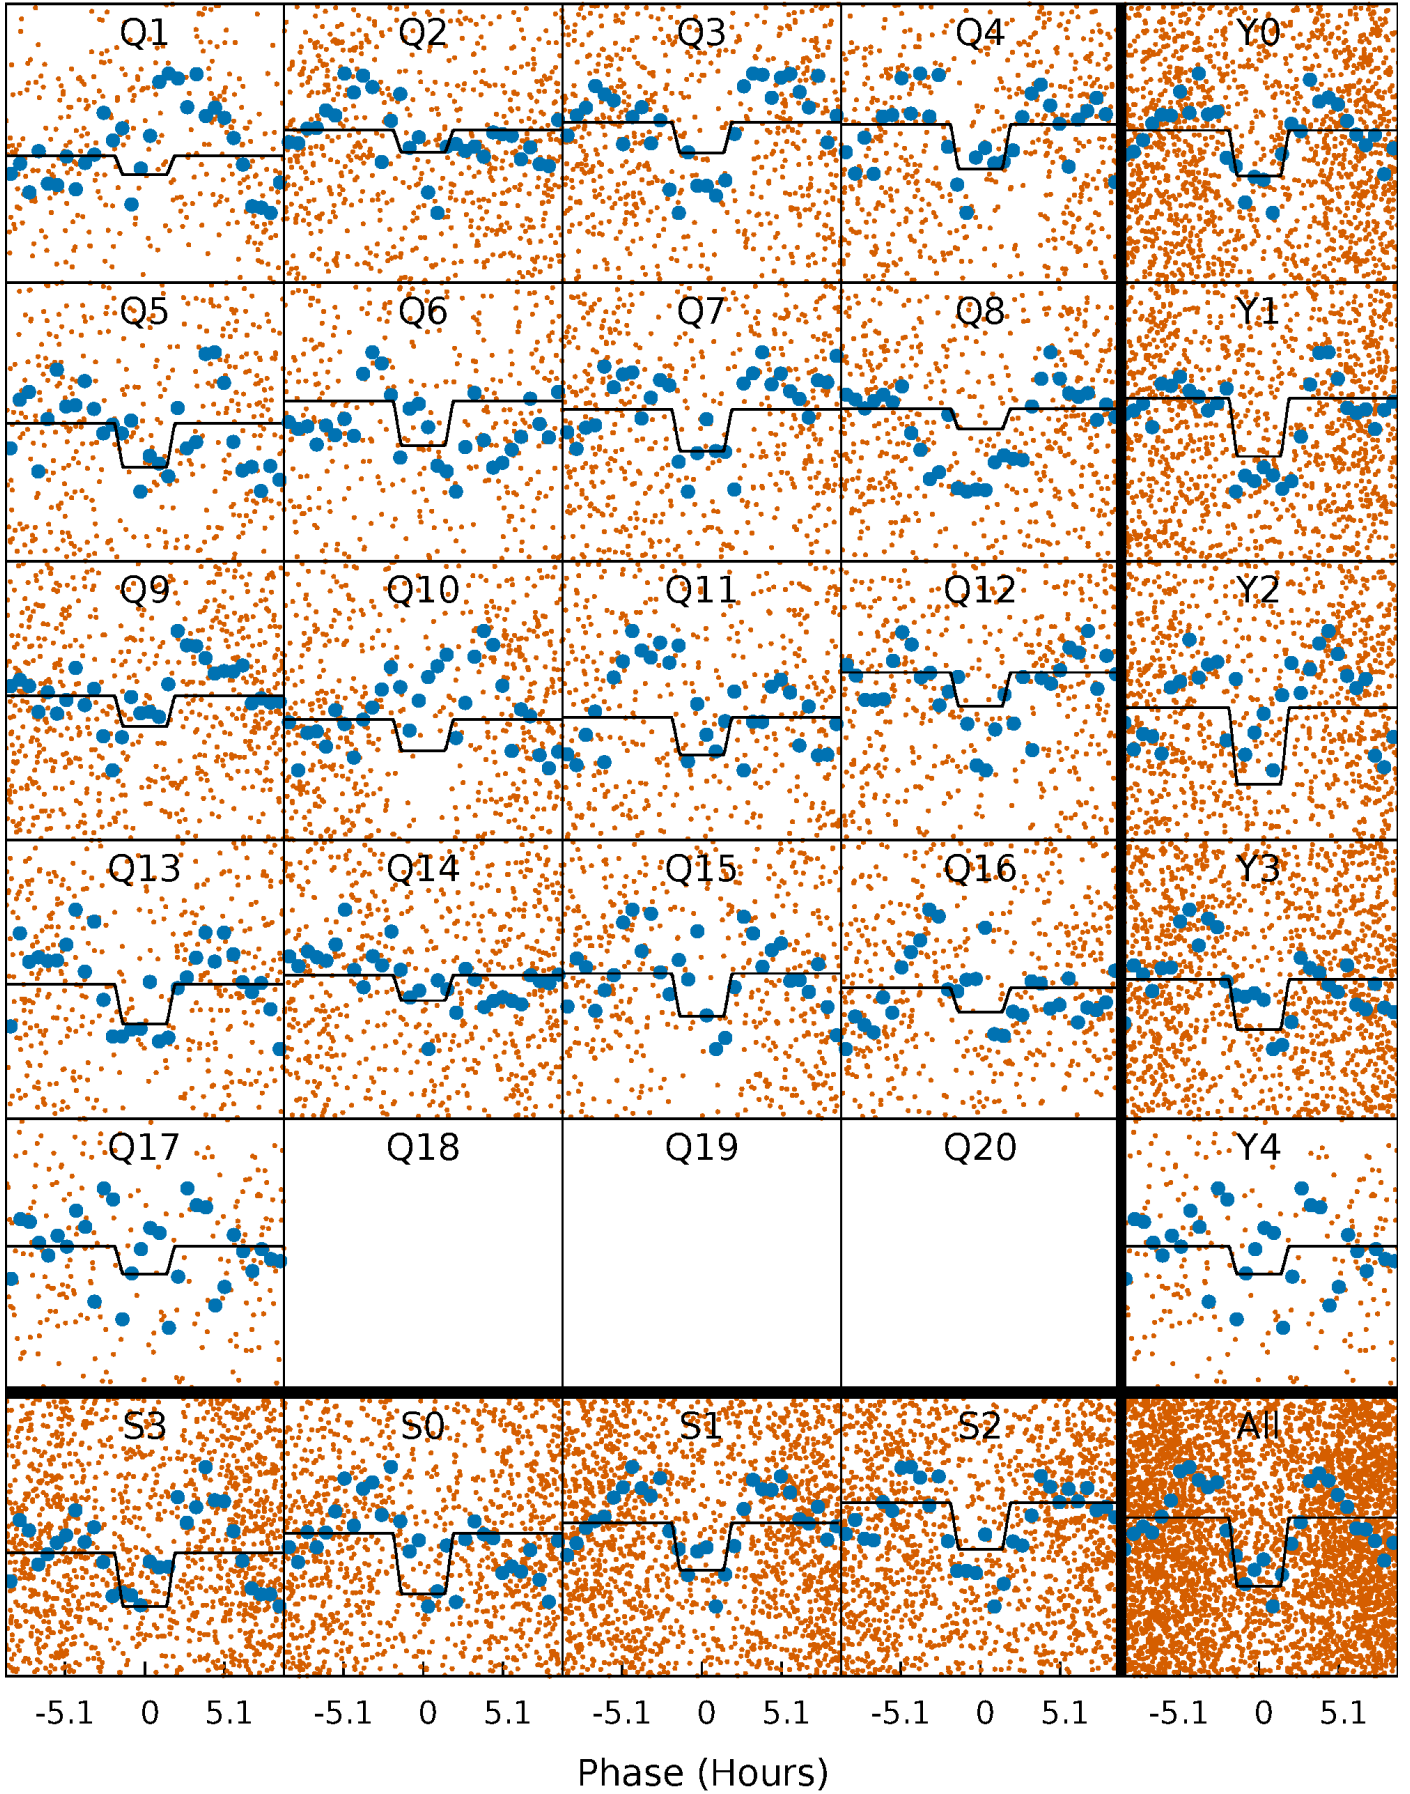 Q1 Q2 Q3 Q4 Y0
Q5 Q6 Q7 Q8 Y1
Q9 Q10 Q11 Q12 Y2
Q13 Q14 Q15 Q16 Y3
Q17 Q18 Q19 Q20 Y4
S3 S0 S1 S2 All
-5.1 0 5.1 -5.1 0 5.1 -5.1 0 5.1 -5.1 0 5.1 -5.1 0 5.1
Phase (Hours)